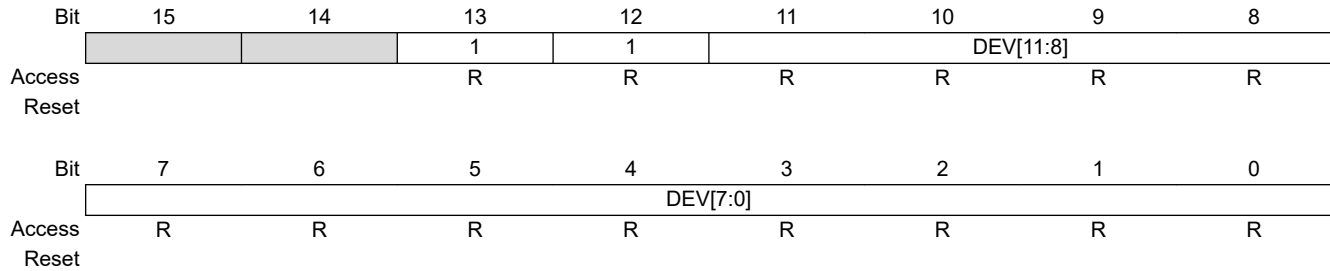 Bit 15 14 13 12 11 10 9 8
1 1 DEV[11:8]
Access R R R R R R
Reset
Bit 7 6 5 4 3 2 1 0
DEV[7:0]
Access R R R R R R R R
Reset